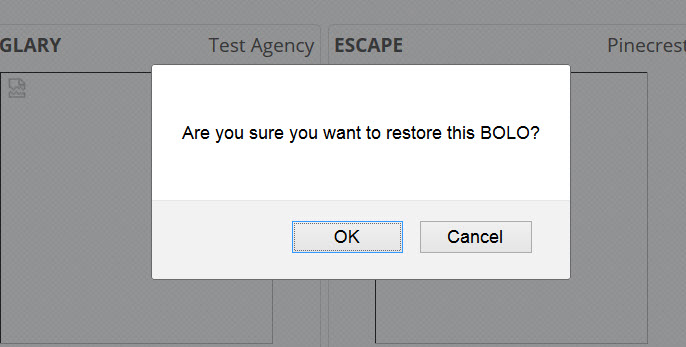 GLARY Test Agency ESCAPE Pinecrest
Are you sure you want to restore this BOLO?
OK Cancel